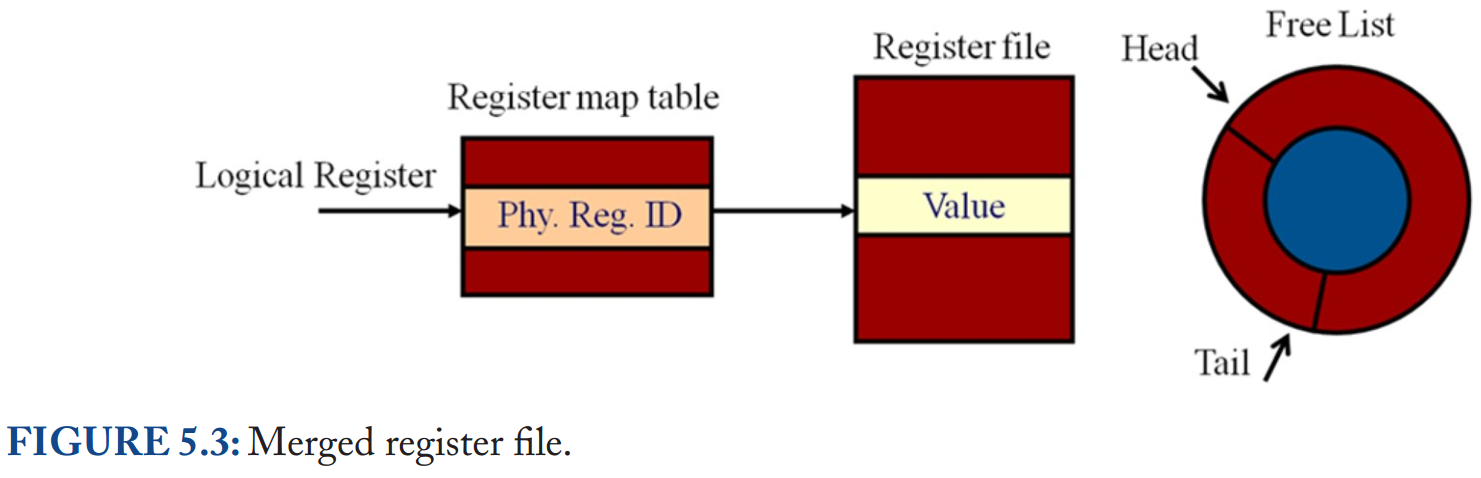 Free List
Head
Register file
Register map table
Logical Register
Phy. Reg. ID
Value
Tail
FIGURE 5.3: Merged register file.